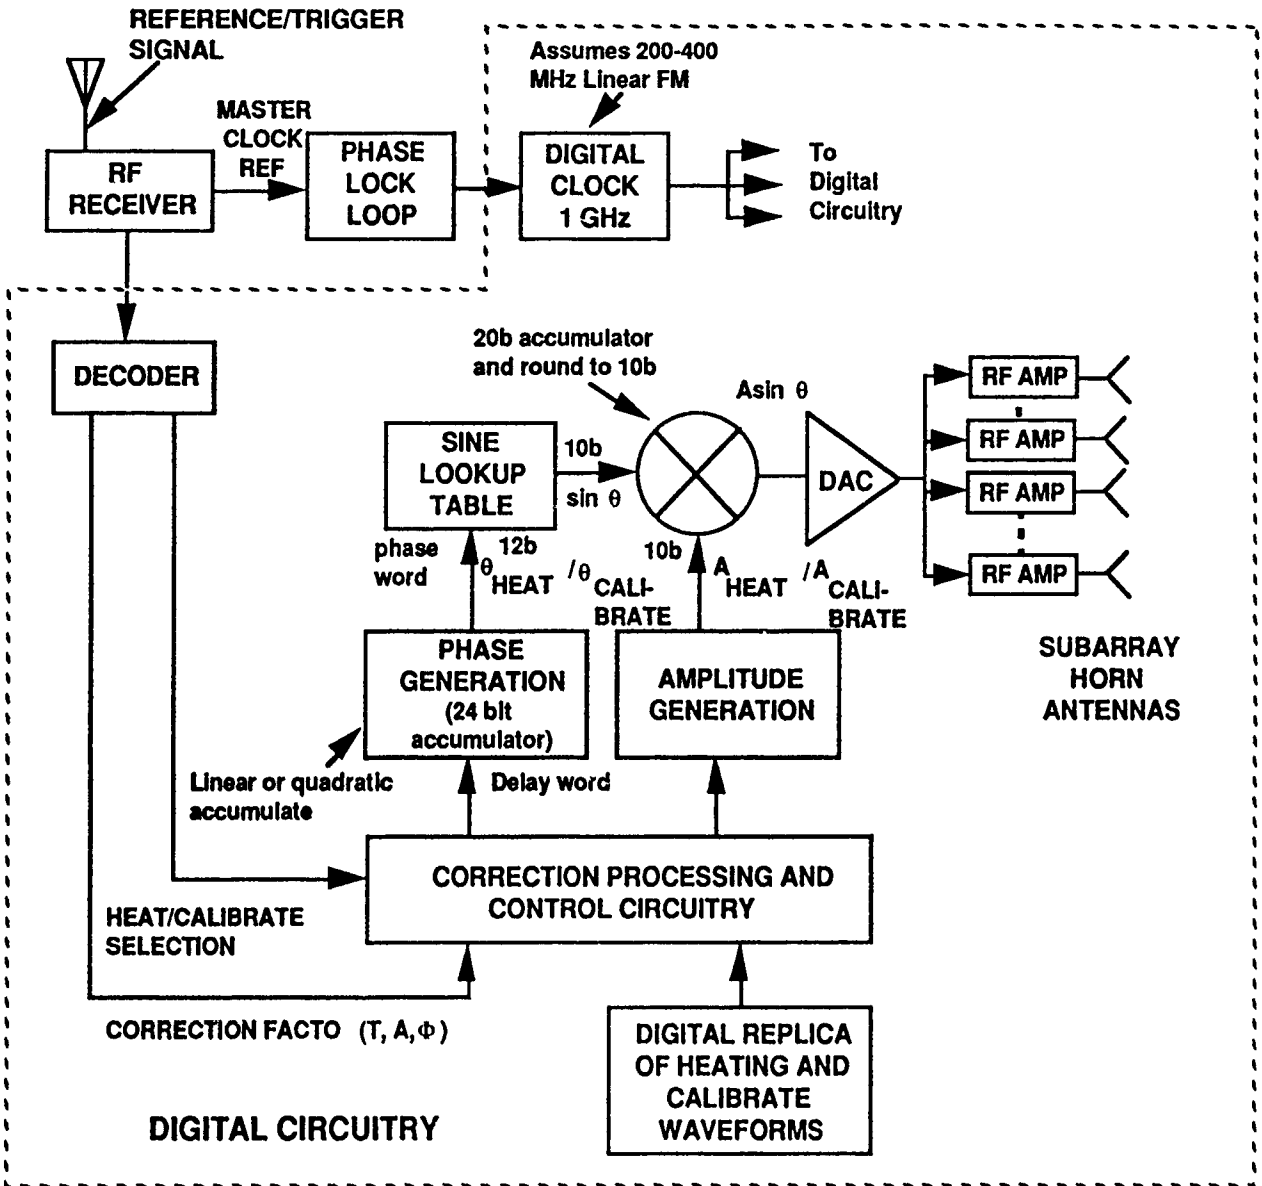 REFERENCE/TRIGGER
SIGNAL
Assumes 200-400
MHz Linear FM
MASTER
CLOCK
REF
RF
RECEIVER
PHASE
LOCK
LOOP
DIGITAL
CLOCK
1 GHz
To
Digital
Circuitry
DECODER
20b accumulator
and round to 10b
Asin θ
SINE
LOOKUP
TABLE
10b
sin θ
DAC
RF AMP
RF AMP
RF AMP
RF AMP
phase
word
12b
θ HEAT / θ CALI-
BRATE
10b
A HEAT / A CALI-
BRATE
PHASE
GENERATION
(24 bit
accumulator)
AMPLITUDE
GENERATION
SUBARRAY
HORN
ANTENNAS
Linear or quadratic
accumulate
Delay word
CORRECTION PROCESSING AND
CONTROL CIRCUITRY
HEAT/CALIBRATE
SELECTION
CORRECTION FACTO (T, A, Φ)
DIGITAL REPLICA
OF HEATING AND
CALIBRATE
WAVEFORMS
DIGITAL CIRCUITRY